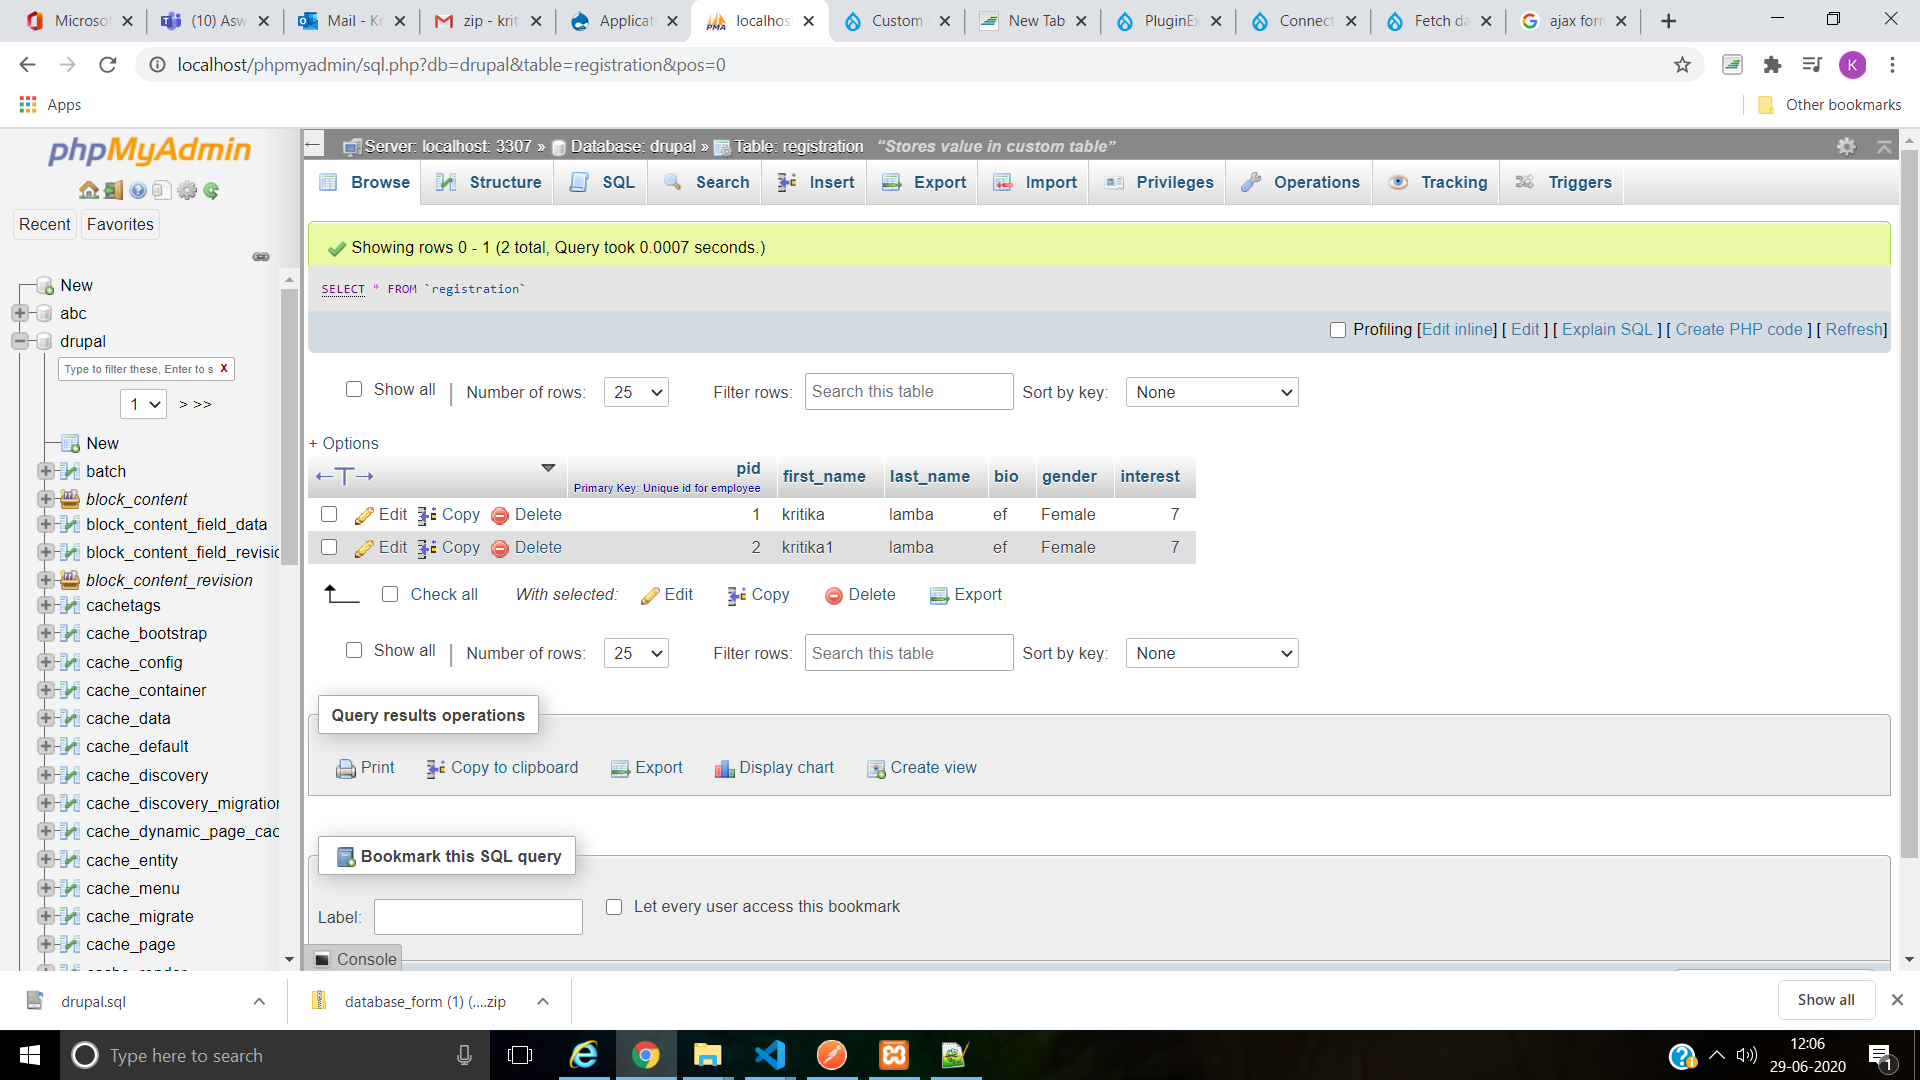 Microsof
(10) Asw
Mail - Kr
zip - krit
Applicat
localhos
Custom
New Tab
PluginEx
Connect
Fetch da
ajax form
localhost/phpmyadmin/sql.php?db=drupal&table=registration&pos=0
K
Apps
Other bookmarks
phpMyAdmin
Recent
Favorites
New
abc
drupal
Type to filter these, Enter to s X
1 > >>
New
batch
block_content
block_content_field_data
block_content_field_revisic
block_content_revision
cachetags
cache_bootstrap
cache_config
cache_container
cache_data
cache_default
cache_discovery
cache_discovery_migration
cache_dynamic_page_cac
cache_entity
cache_menu
cache_migrate
cache_page
Server: localhost: 3307 » Database: drupal » Table: registration "Stores value in custom table"
Browse Structure SQL Search Insert Export Import Privileges Operations Tracking Triggers
Showing rows 0 - 1 (2 total, Query took 0.0007 seconds.)
SELECT * FROM `registration`
Profiling [Edit inline] [ Edit ] [ Explain SQL ] [ Create PHP code ] [ Refresh]
Show all | Number of rows: 25 Filter rows: Search this table Sort by key: None
+ Options
←T→ pid first_name last_name bio gender interest
Primary Key: Unique id for employee
Edit Copy Delete 1 kritika lamba ef Female 7
Edit Copy Delete 2 kritika1 lamba ef Female 7
Check all With selected: Edit Copy Delete Export
Show all | Number of rows: 25 Filter rows: Search this table Sort by key: None
Query results operations
Print Copy to clipboard Export Display chart Create view
Bookmark this SQL query
Label: Let every user access this bookmark
Console
drupal.sql
database_form (1) (....zip
Show all
Type here to search
12:06
29-06-2020
1